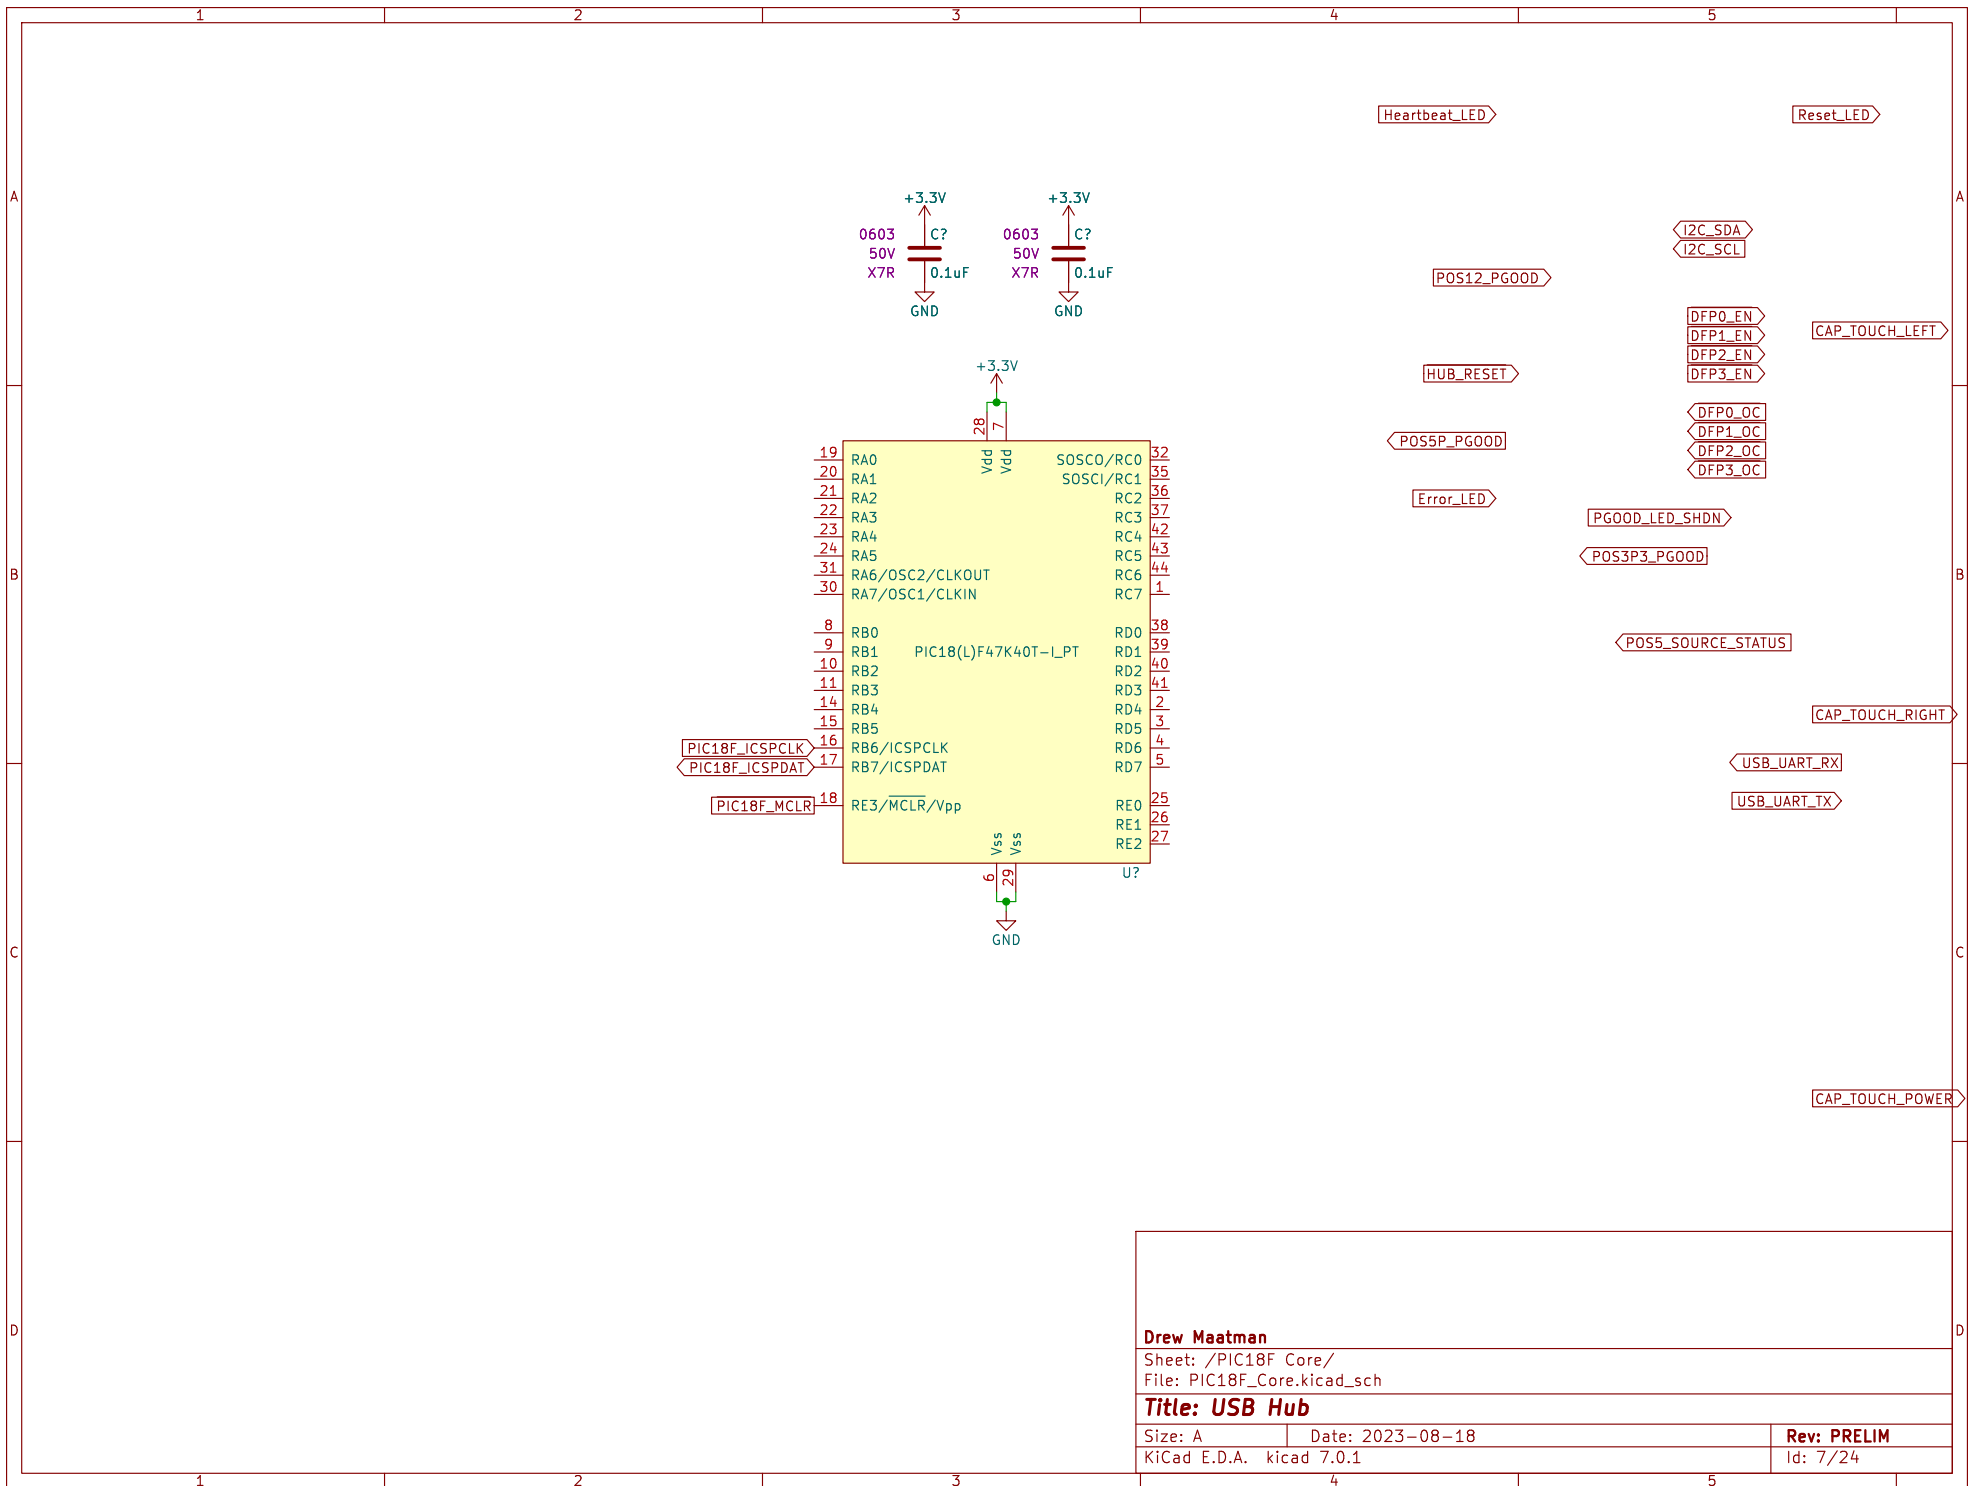 1 2 3 4 5
Heartbeat_LED Reset_LED
A A
+3.3V +3.3V
0603 C? 0603 C?
50V 50V
X7R 0.1uF X7R 0.1uF
GND GND
I2C_SDA
I2C_SCL
POS12_PGOOD
DFP0_EN
CAP_TOUCH_LEFT
DFP1_EN
DFP2_EN
+3.3V
HUB_RESET DFP3_EN
DFP0_OC
28 7
DFP1_OC
POS5P_PGOOD
DFP2_OC
Vdd Vdd
19 RA0 SOSCO/RC0 32
DFP3_OC
20 RA1 SOSCI/RC1 35
21 RA2 RC2 36
Error_LED
22 RA3 RC3 37
PGOOD_LED_SHDN
23 RA4 RC4 42
24 RA5 RC5 43
POS3P3_PGOOD
B B
31 RA6/OSC2/CLKOUT RC6 44
30 RA7/OSC1/CLKIN RC7 1
8 RB0 RD0 38
POS5_SOURCE_STATUS
9 RB1 PIC18(L)F47K40T-I_PT RD1 39
10 RB2 RD2 40
11 RB3 RD3 41
14 RB4 RD4 2
CAP_TOUCH_RIGHT
15 RB5 RD5 3
PIC18F_ICSPCLK 16 RB6/ICSPCLK RD6 4
USB_UART_RX
PIC18F_ICSPDAT 17 RB7/ICSPDAT RD7 5
USB_UART_TX
PIC18F_MCLR 18 RE3/MCLR/Vpp RE0 25
26 RE1
27 RE2
Vss Vss
6 29
U?
GND
C C
CAP_TOUCH_POWER
D D
Drew Maatman
Sheet: /PIC18F Core/
File: PIC18F_Core.kicad_sch
Title: USB Hub
Size: A Date: 2023-08-18 Rev: PRELIM
KiCad E.D.A. kicad 7.0.1 Id: 7/24
1 2 3 4 5